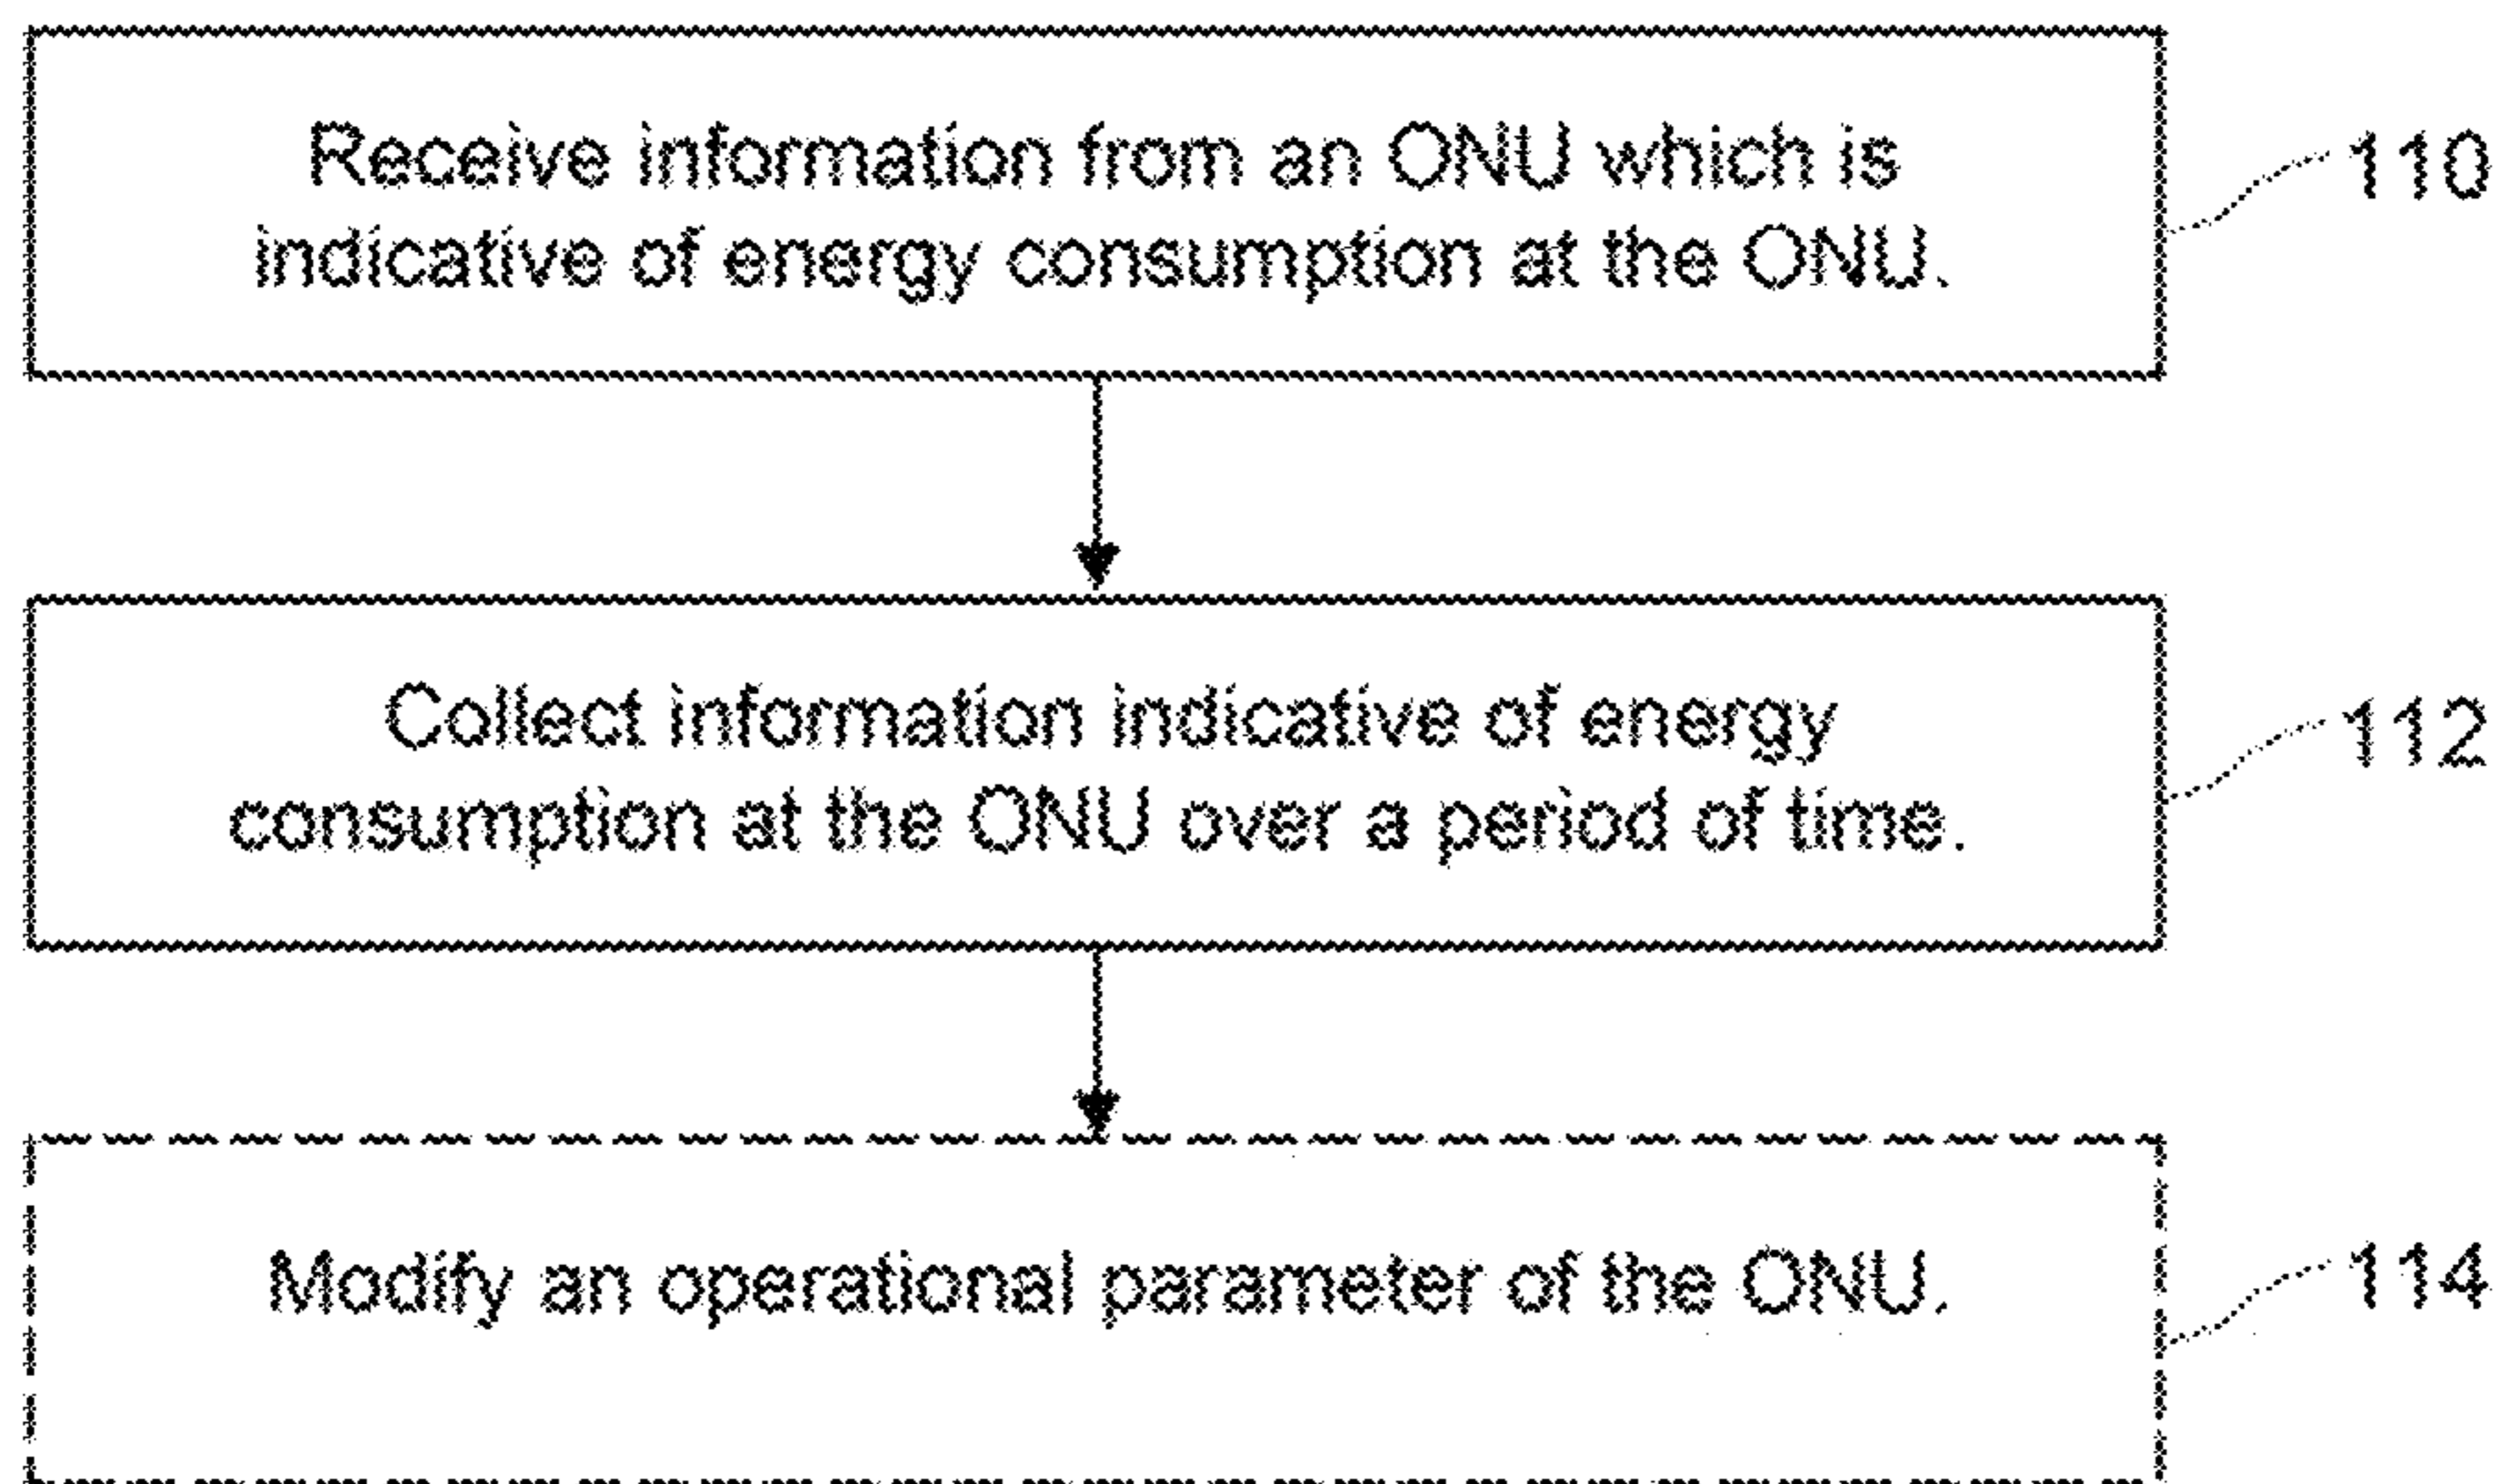 Receive information from an ONU which is
110
indicative of energy consumption at the ONU.
Collect information indicative of energy
112
consumption at the ONU over a period of time.
Modify an operational parameter of the ONU.
114